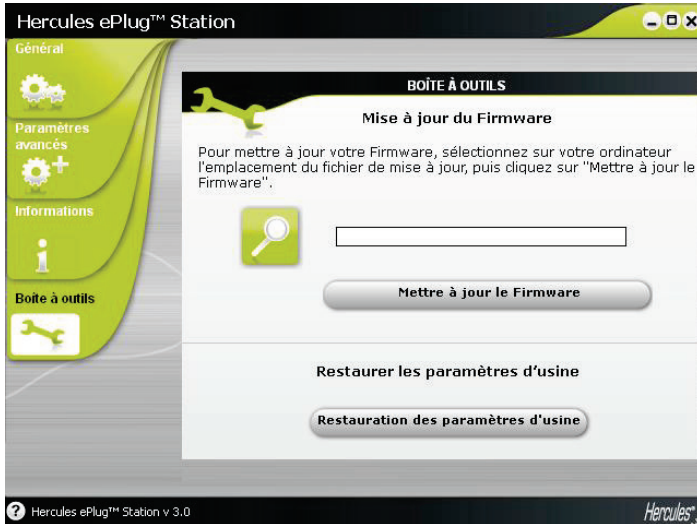 Hercules ePlug™ Station
Général
Paramètres
avancés
Informations
Boîte à outils
BOÎTE À OUTILS
Mise à jour du Firmware
Pour mettre à jour votre Firmware, sélectionnez sur votre ordinateur
l'emplacement du fichier de mise à jour, puis cliquez sur "Mettre à jour le
Firmware".
Mettre à jour le Firmware
Restaurer les paramètres d'usine
Restauration des paramètres d'usine
? Hercules ePlug™ Station v 3.0
Hercules